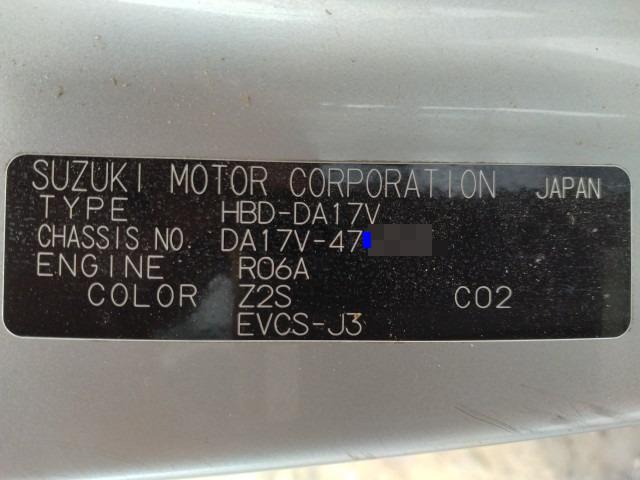 SUZUKI MOTOR CORPORATION JAPAN
TYPE HBD-DA17V
CHASSIS NO. DA17V-47
ENGINE R06A
COLOR Z2S C02
EVCS-J3